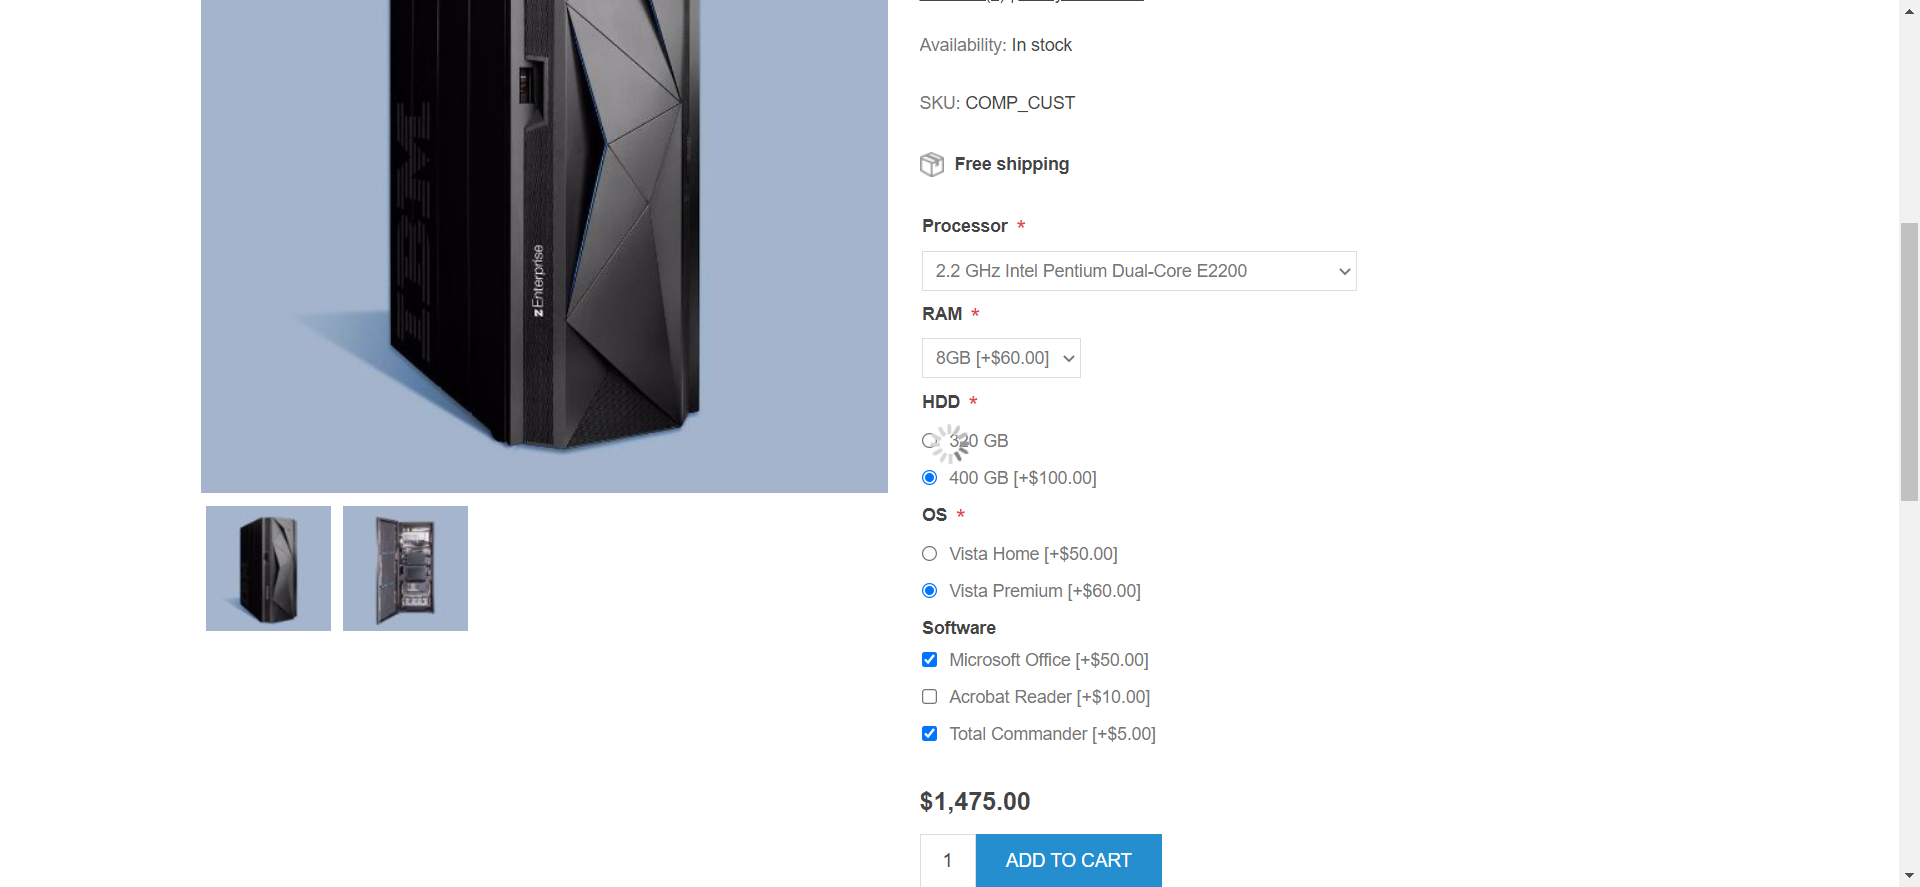 Availability: In stock
SKU: COMP_CUST
Free shipping
Processor *
2.2 GHz Intel Pentium Dual-Core E2200
RAM *
8GB [+$60.00]
HDD *
320 GB
400 GB [+$100.00]
OS *
Vista Home [+$50.00]
Vista Premium [+$60.00]
Software
Microsoft Office [+$50.00]
Acrobat Reader [+$10.00]
Total Commander [+$5.00]
$1,475.00
1 ADD TO CART
IBM
zEnterprise